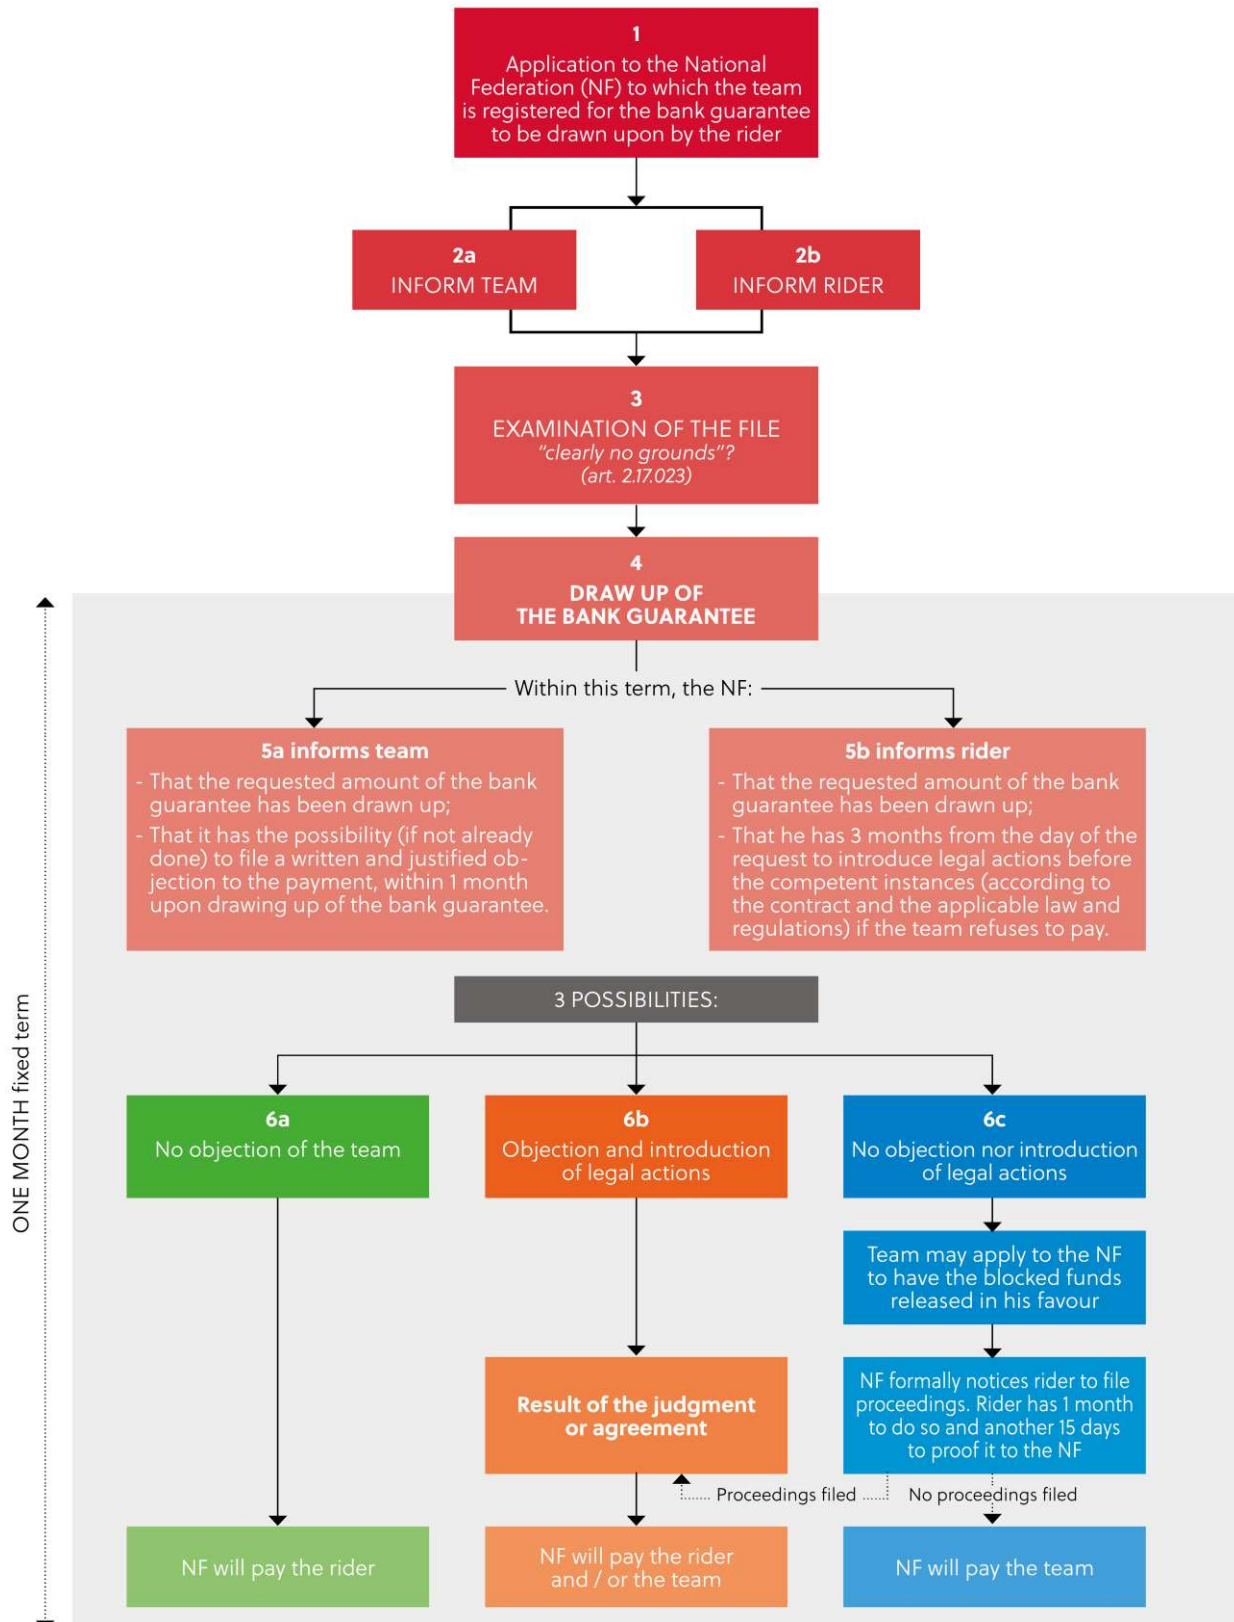 1
Application to the National
Federation (NF) to which the team
is registered for the bank guarantee
to be drawn upon by the rider
2a
INFORM TEAM
2b
INFORM RIDER
3
EXAMINATION OF THE FILE
"clearly no grounds"?
(art. 2.17.023)
4
DRAW UP OF
THE BANK GUARANTEE
ONE MONTH fixed term
Within this term, the NF:
5a informs team
- That the requested amount of the bank
guarantee has been drawn up;
- That it has the possibility (if not already
done) to file a written and justified ob-
jection to the payment, within 1 month
upon drawing up of the bank guarantee.
5b informs rider
- That the requested amount of the bank
guarantee has been drawn up;
- That he has 3 months from the day of the
request to introduce legal actions before
the competent instances (according to
the contract and the applicable law and
regulations) if the team refuses to pay.
3 POSSIBILITIES:
6a
No objection of the team
6b
Objection and introduction
of legal actions
6c
No objection nor introduction
of legal actions
Team may apply to the NF
to have the blocked funds
released in his favour
Result of the judgment
or agreement
NF formally notices rider to file
proceedings. Rider has 1 month
to do so and another 15 days
to proof it to the NF
Proceedings filed
No proceedings filed
NF will pay the rider
NF will pay the rider
and / or the team
NF will pay the team